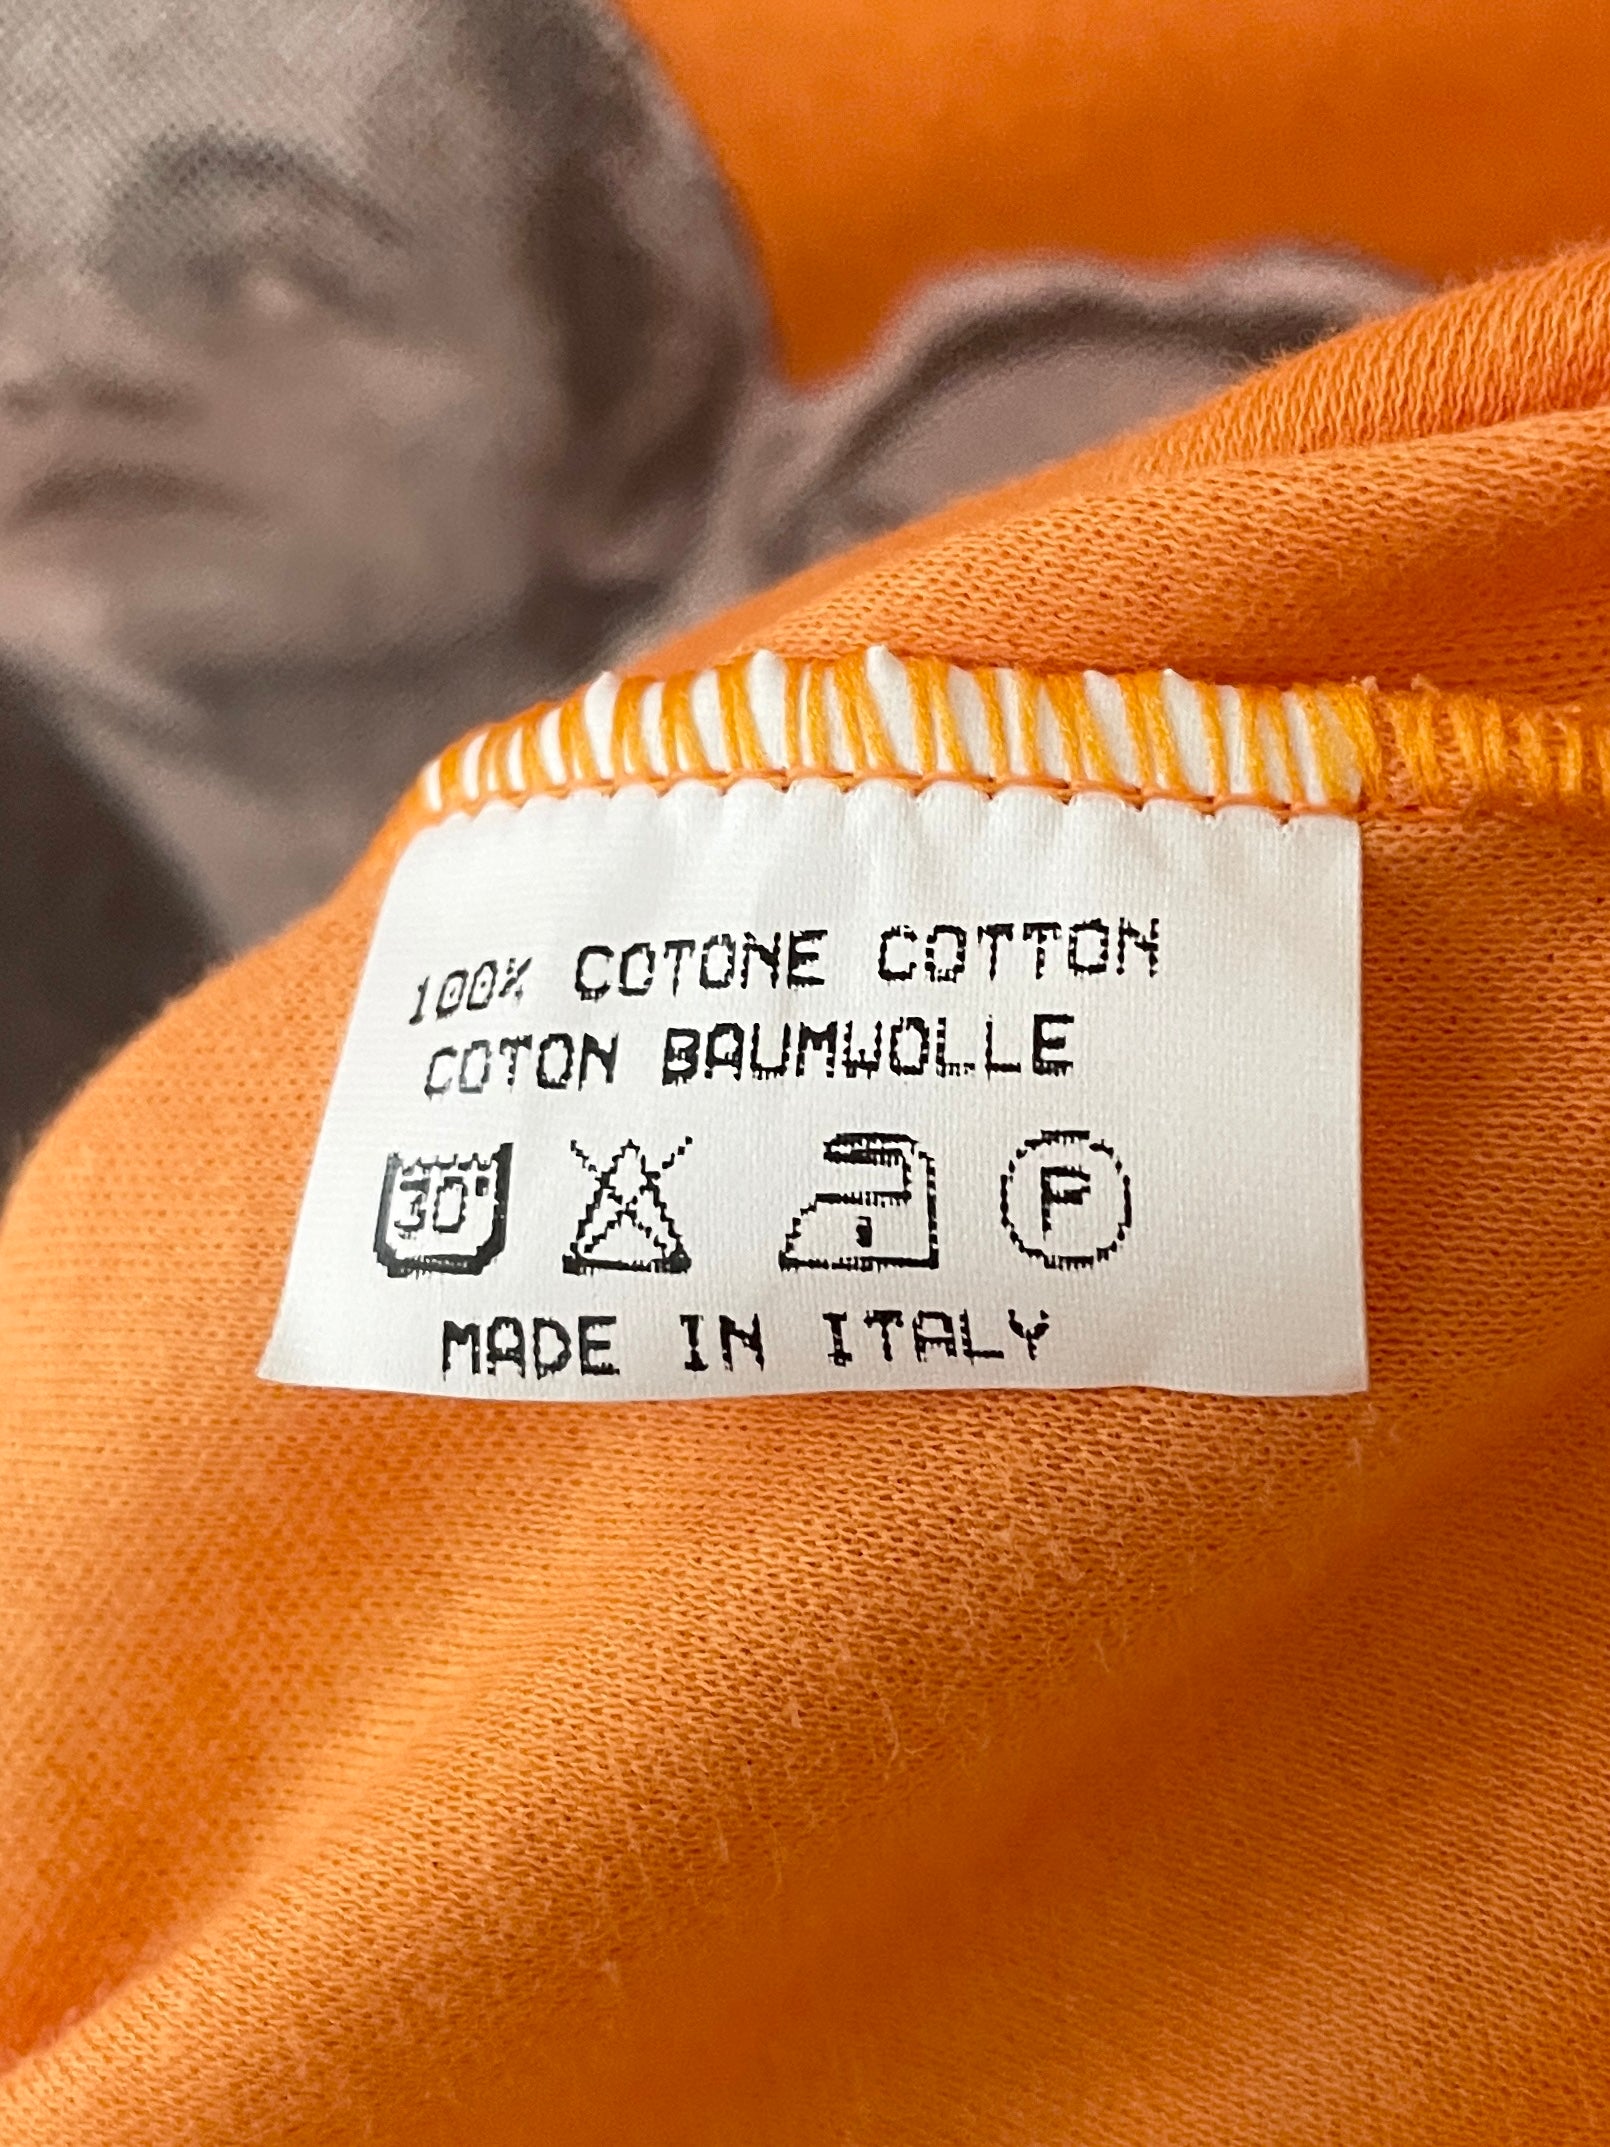 100% COTONE COTTON
COTON BAUMWOLLE
30°
P
MADE IN ITALY